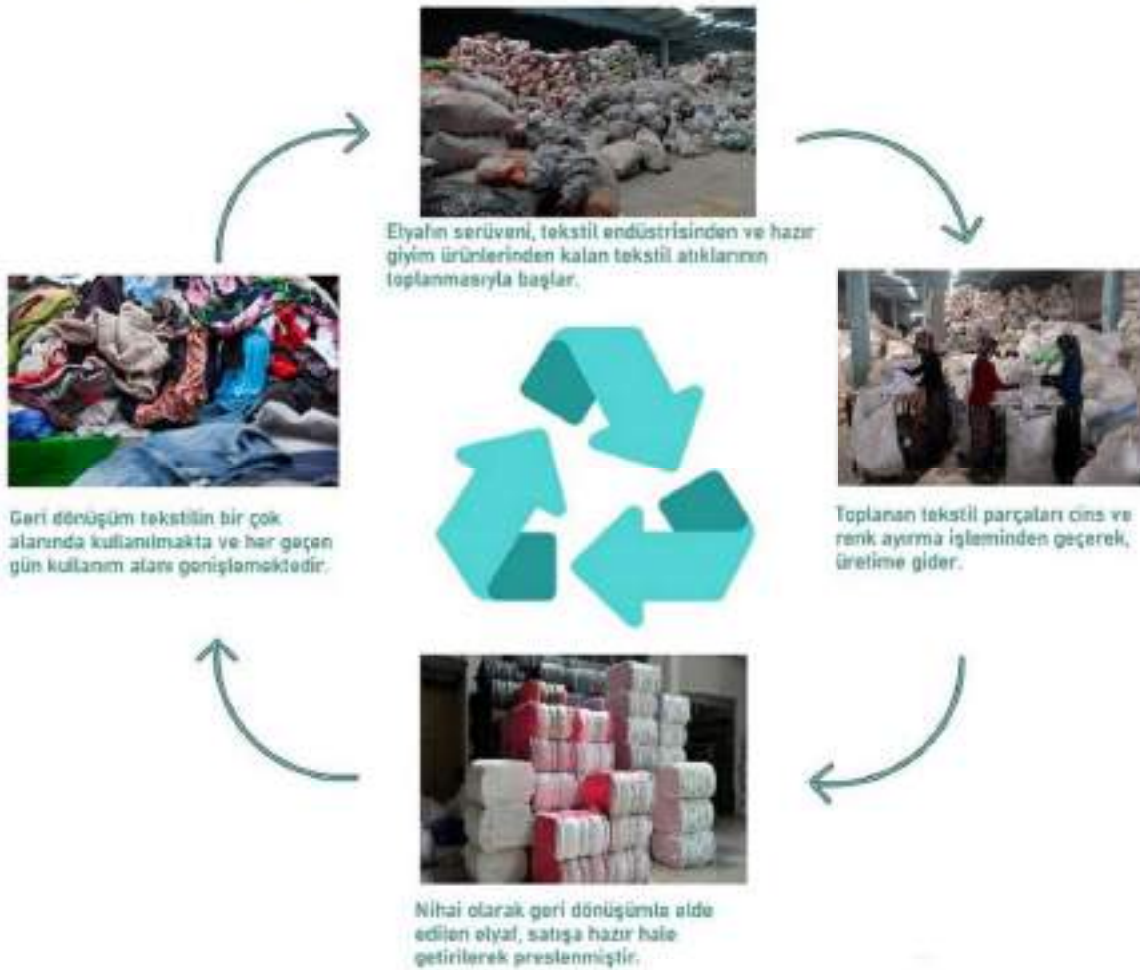 Elyafın serüveni, tekstil endüstrisinden ve hazır
giyim ürünlerinden kalan tekstil atıklarının
toplanmasıyla başlar.
Toplanan tekstil parçaları cins ve
renk ayırma işleminden geçerek,
üretime gider.
Nihai olarak geri dönüşümle elde
edilen elyaf, satışa hazır hale
getirilerek preslenmiştir.
Geri dönüşüm tekstilin bir çok
alanında kullanılmakta ve her geçen
gün kullanım alanı genişlemektedir.